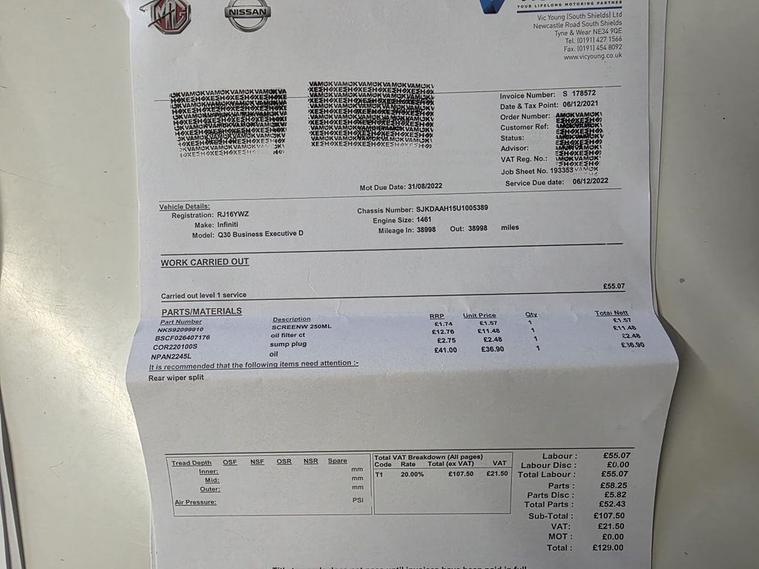 MG
NISSAN
YOUR LIFELONG MOTORING PARTNER
Vic Young (South Shields) Ltd
Newcastle Road South Shields
Tyne & Wear NE34 9QE
Tel. (0191) 427 1566
Fax. (0191) 454 8092
www.vicyoung.co.uk
Invoice Number: S 178572
Date & Tax Point: 06/12/2021
Order Number:
Customer Ref:
Status:
Advisor:
VAT Reg. No.:
Job Sheet No. 193353
Mot Due Date: 31/08/2022 Service Due date: 06/12/2022
Vehicle Details:
Registration: RJ16YWZ Chassis Number: SJKDAAH15U1005389
Make: Infiniti Engine Size: 1461
Model: Q30 Business Executive D Mileage In: 38998 Out: 38998 miles
WORK CARRIED OUT
Carried out level 1 service £55.07
PARTS/MATERIALS
Part Number Description RRP Unit Price Qty Total Nett
NKS92099910 SCREENW 250ML £1.74 £1.57 1 £1.57
BSCF026407176 oil filter ct £12.76 £11.48 1 £11.48
COR220100S sump plug £2.75 £2.48 1 £2.48
NPAN2245L oil £41.00 £36.90 1 £36.90
It is recommended that the following items need attention :-
Rear wiper split
Tread Depth OSF NSF OSR NSR Spare
Inner: mm
Mid: mm
Outer: mm
Air Pressure: PSI
Total VAT Breakdown (All pages)
Code Rate Total (ex VAT) VAT
T1 20.00% £107.50 £21.50
Labour : £55.07
Labour Disc : £0.00
Total Labour : £55.07
Parts : £58.25
Parts Disc : £5.82
Total Parts : £52.43
Sub-Total : £107.50
VAT: £21.50
MOT : £0.00
Total : £129.00